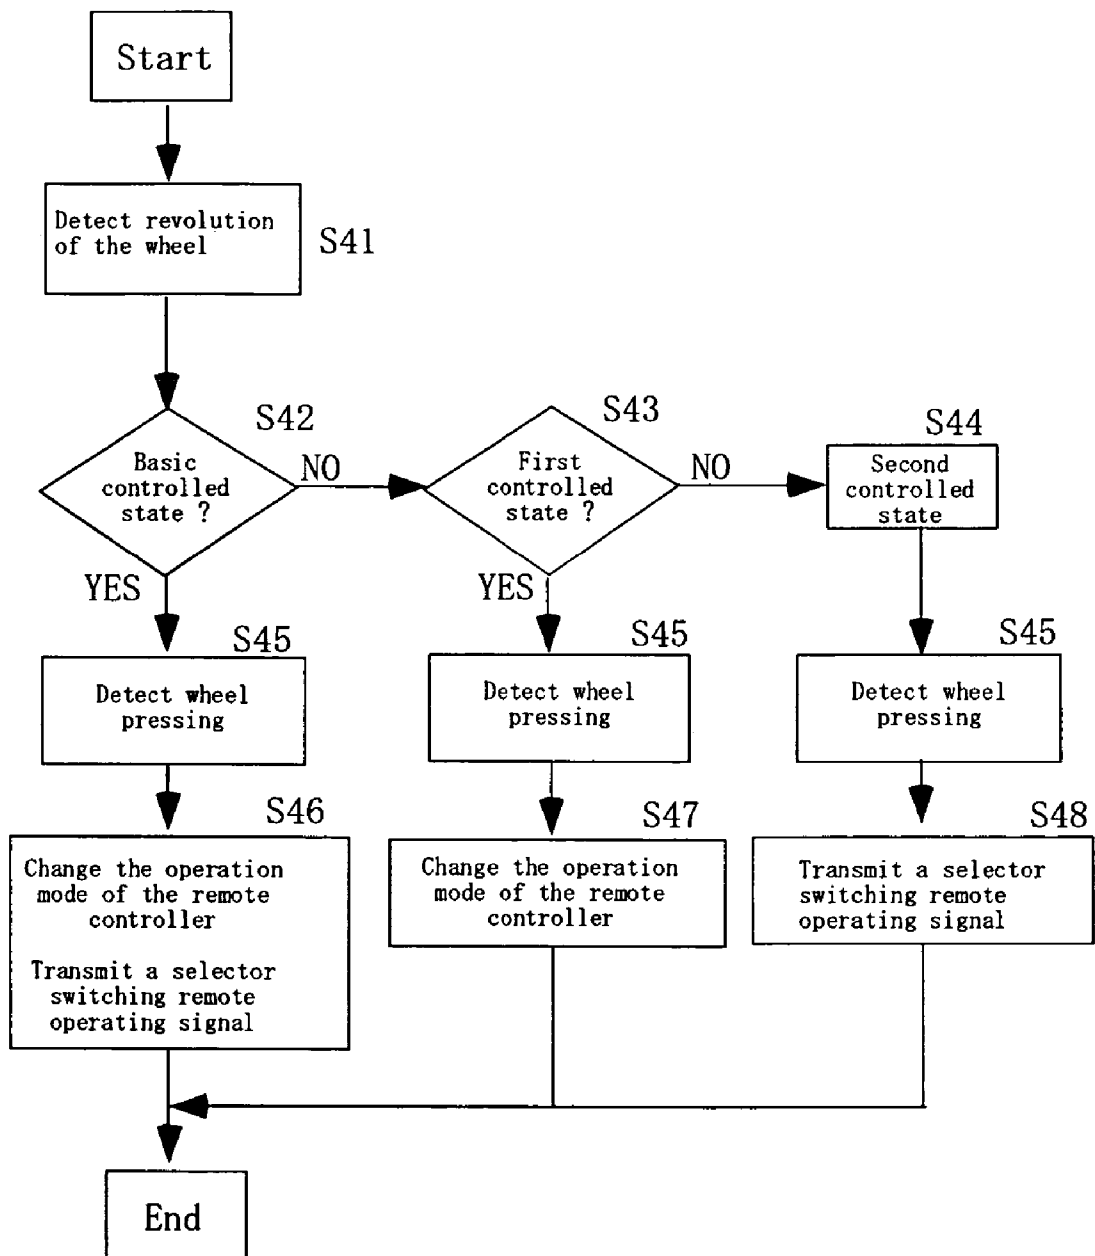 Start
Detect revolution
of the wheel
S41
S42
Basic
controlled
state ?
NO
YES
S43
First
controlled
state ?
NO
YES
S44
Second
controlled
state
S45
Detect wheel
pressing
S45
Detect wheel
pressing
S45
Detect wheel
pressing
S46
Change the operation
mode of the remote
controller
Transmit a selector
switching remote
operating signal
S47
Change the operation
mode of the remote
controller
S48
Transmit a selector
switching remote
operating signal
End